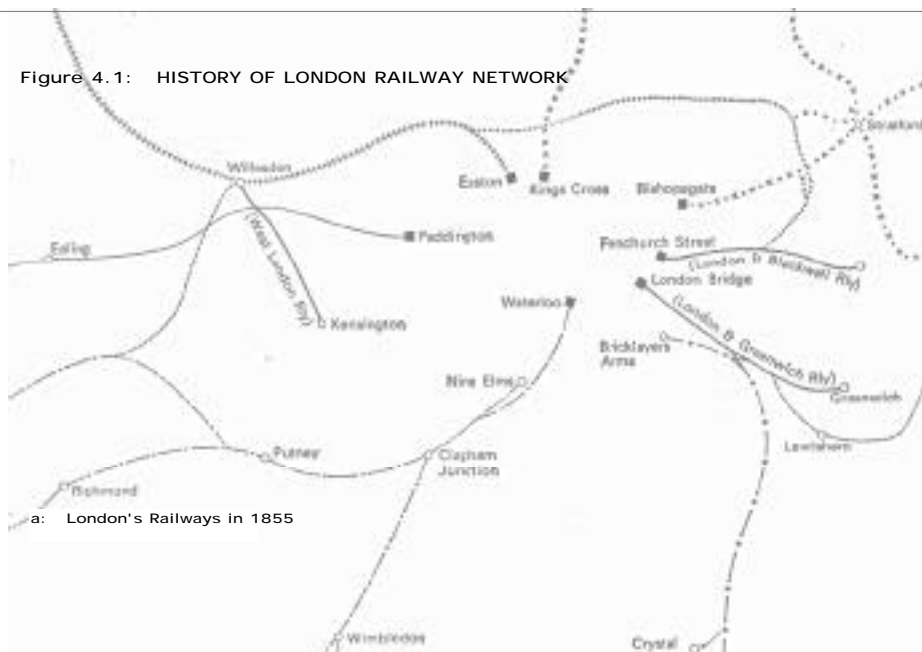 Figure 4.1: HISTORY OF LONDON RAILWAY NETWORK
Willesden
Stratford
Euston
Kings Cross
Bishopsgate
Ealing
Paddington
Fenchurch Street
(London & Blackwall Rly)
(West London Rly)
London Bridge
Waterloo
Kensington
(London & Greenwich Rly)
Bricklayers
Arms
Nine Elms
Greenwich
Lewisham
Putney
Clapham
Junction
Richmond
a: London's Railways in 1855
Wimbledon
Crystal